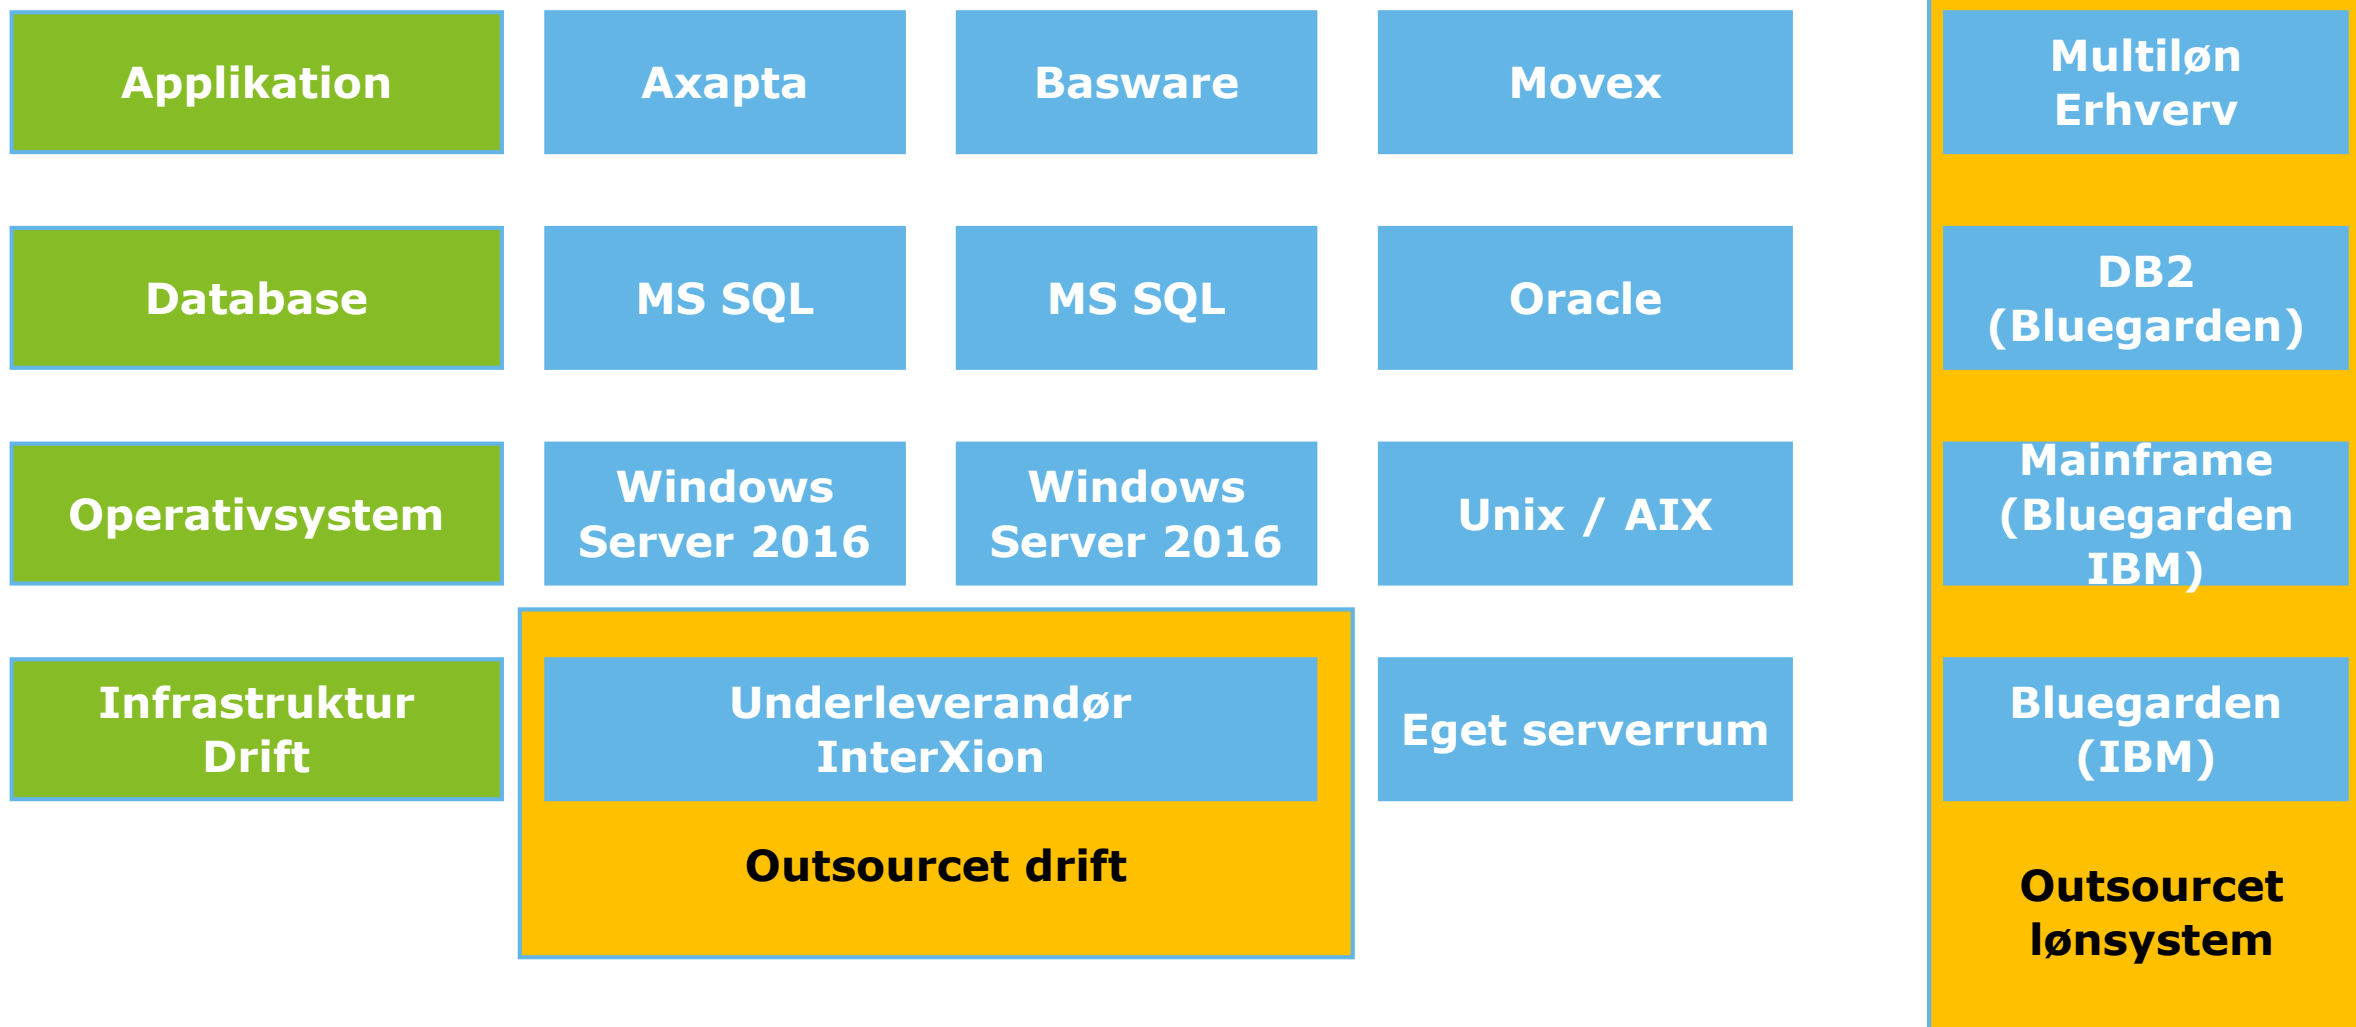 Applikation
Axapta
Basware
Movex
Multiløn
Erhverv
Database
MS SQL
MS SQL
Oracle
DB2
(Bluegarden)
Operativsystem
Windows
Server 2016
Windows
Server 2016
Unix / AIX
Mainframe
(Bluegarden
IBM)
Infrastruktur
Drift
Underleverandør
InterXion
Eget serverrum
Bluegarden
(IBM)
Outsourcet drift
Outsourcet
lønsystem